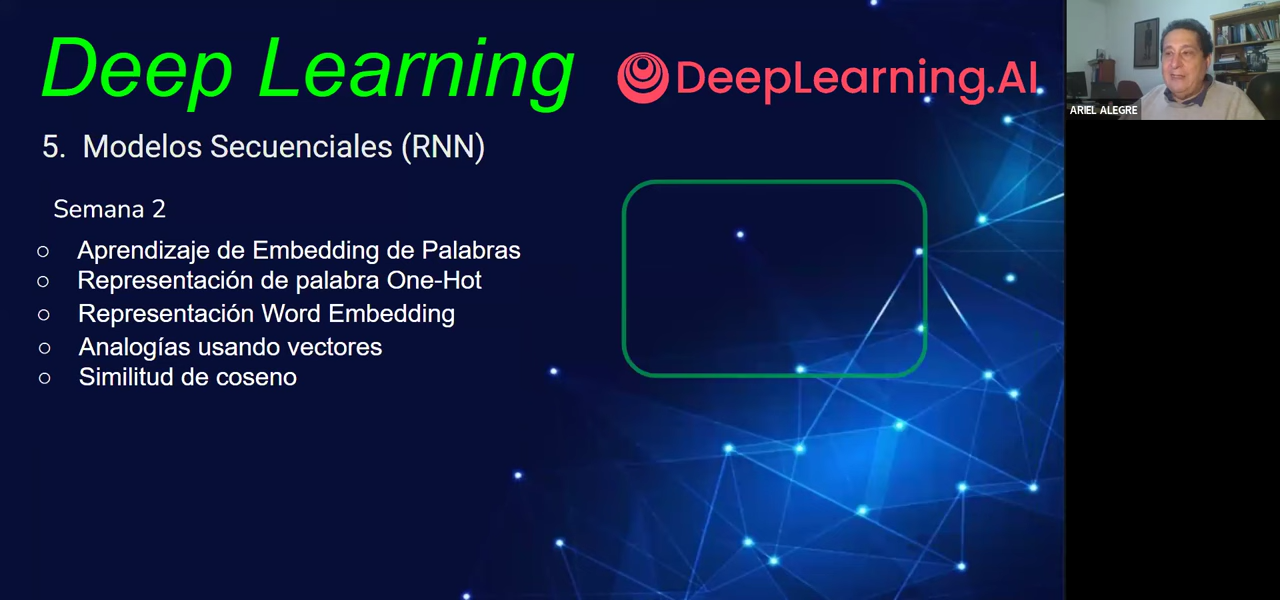 Deep Learning
DeepLearning.AI
ARIEL ALEGRE
5. Modelos Secuenciales (RNN)
Semana 2
○ Aprendizaje de Embedding de Palabras
○ Representación de palabra One-Hot
○ Representación Word Embedding
○ Analogías usando vectores
○ Similitud de coseno